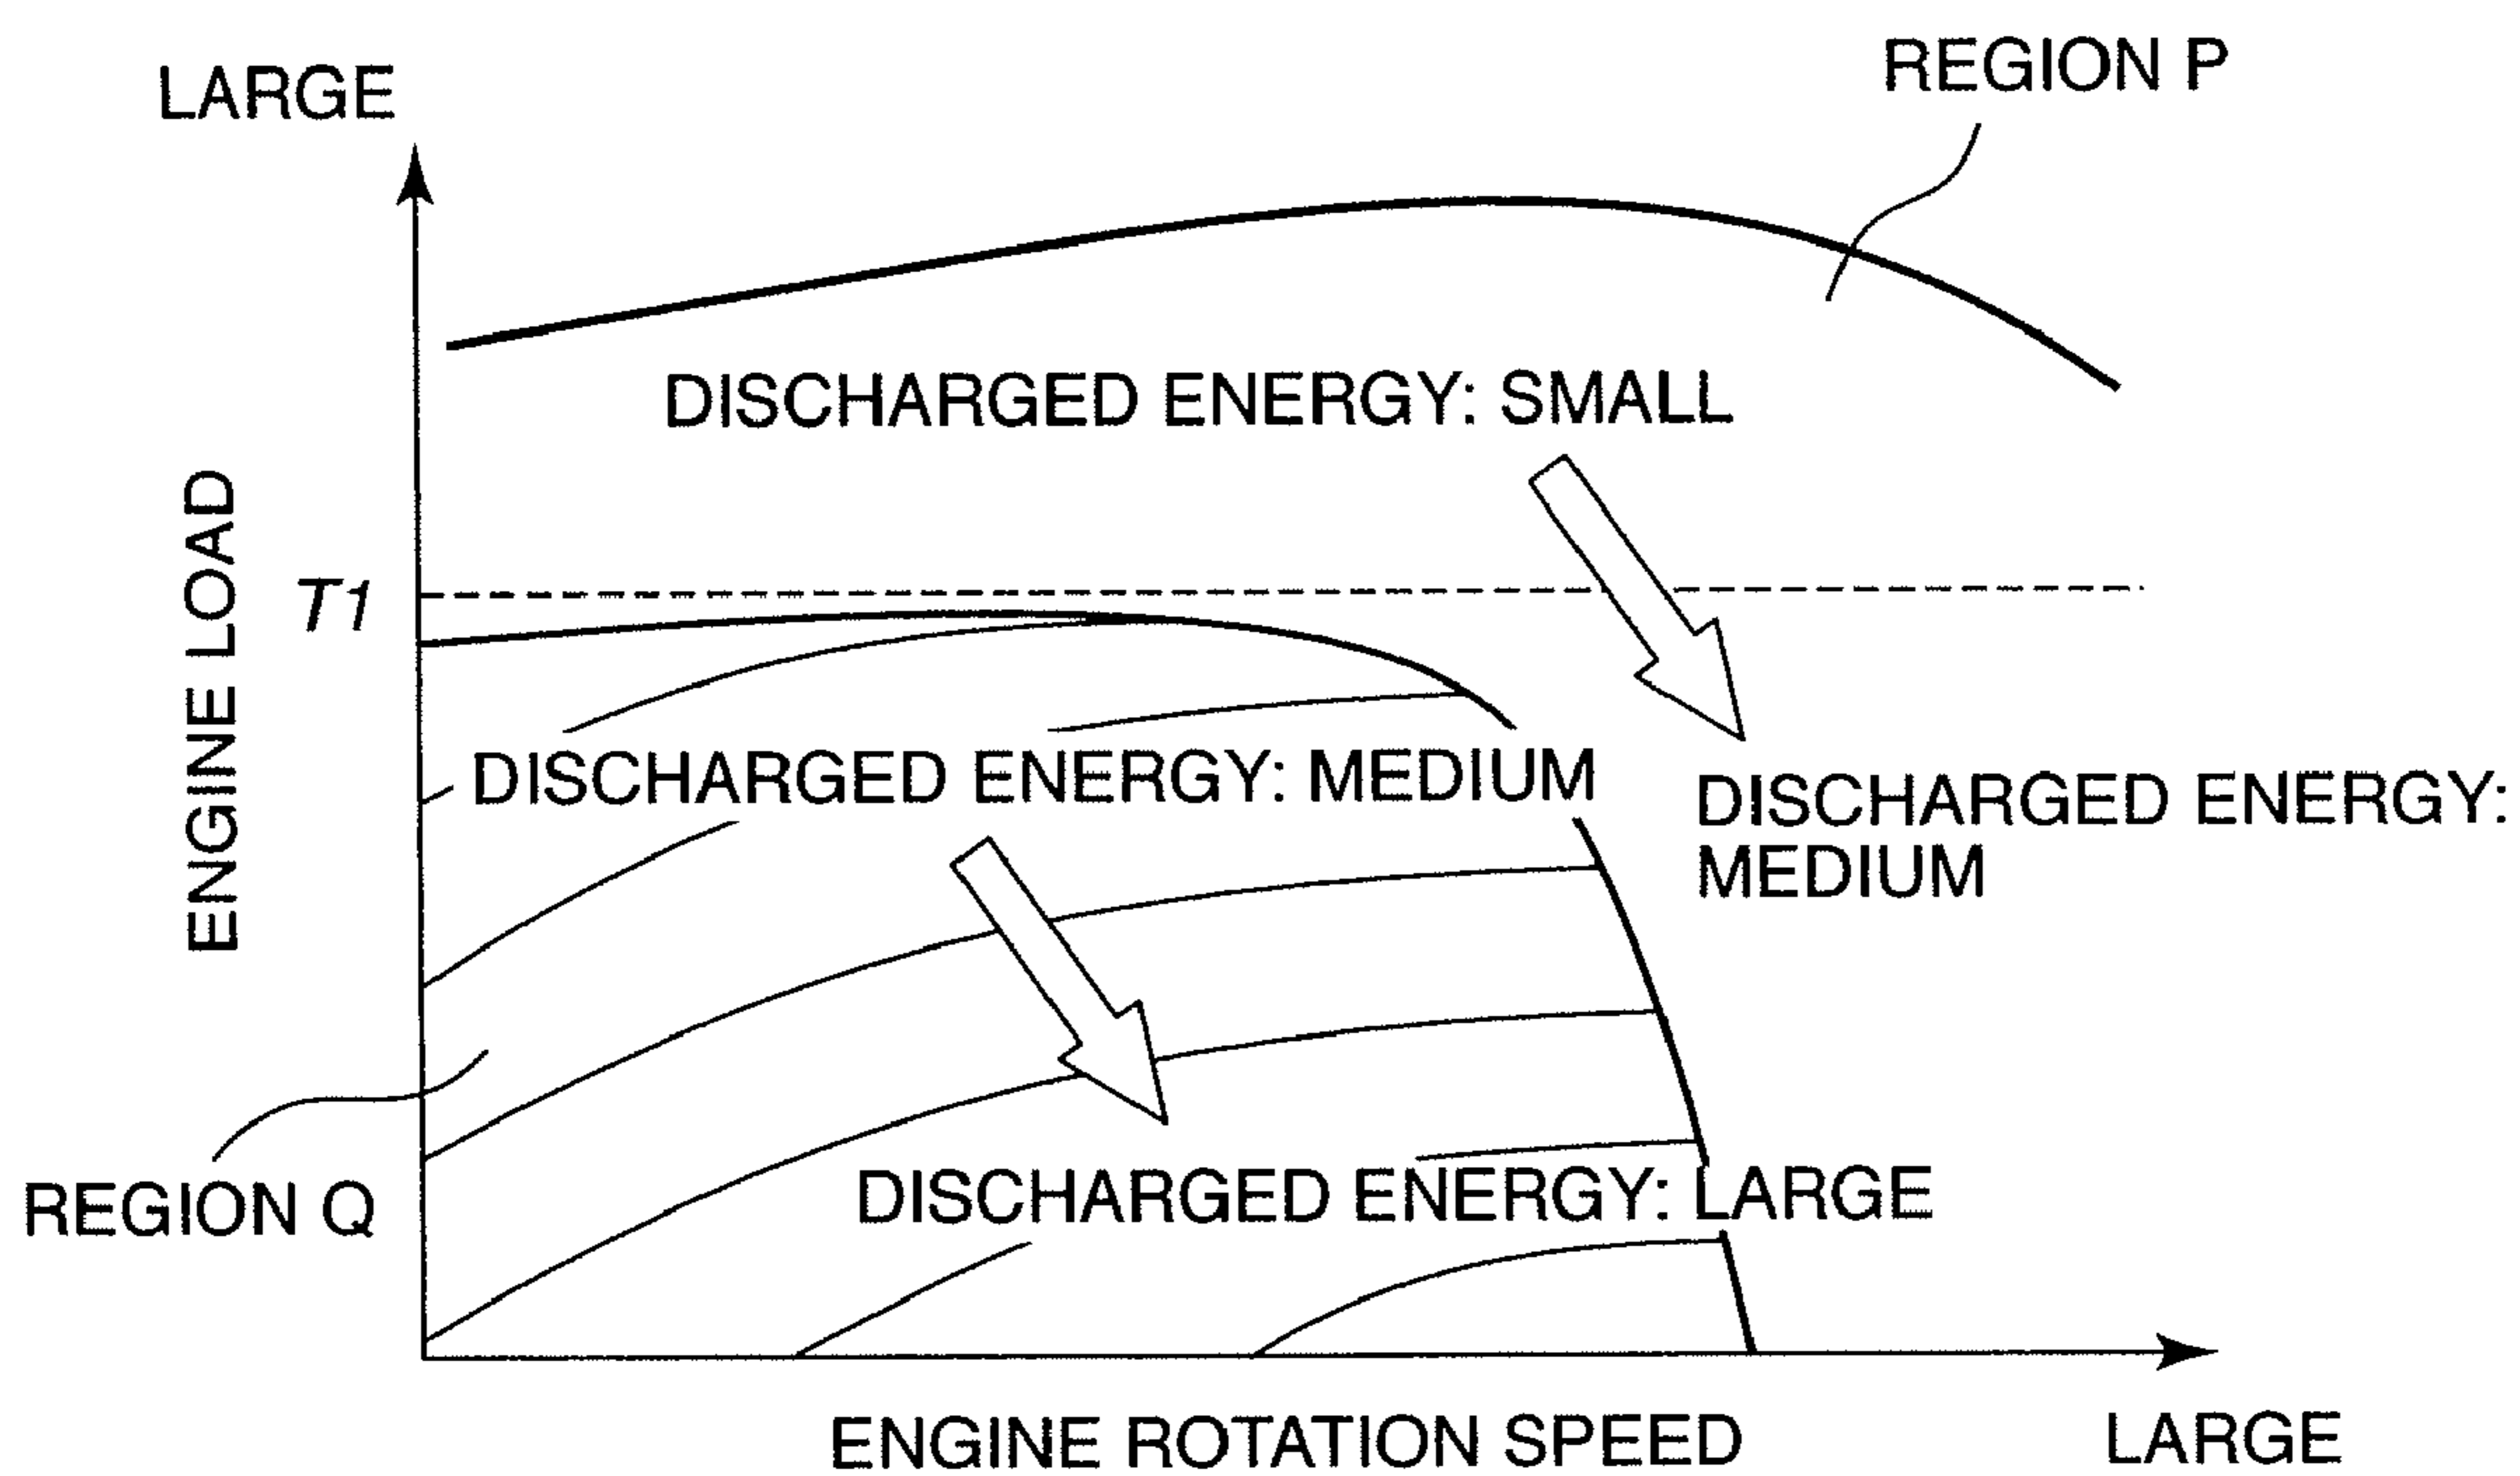 LARGE
REGION P
DISCHARGED ENERGY: SMALL
ENGINE LOAD
T1
DISCHARGED ENERGY: MEDIUM
DISCHARGED ENERGY:
MEDIUM
REGION Q
DISCHARGED ENERGY: LARGE
ENGINE ROTATION SPEED
LARGE